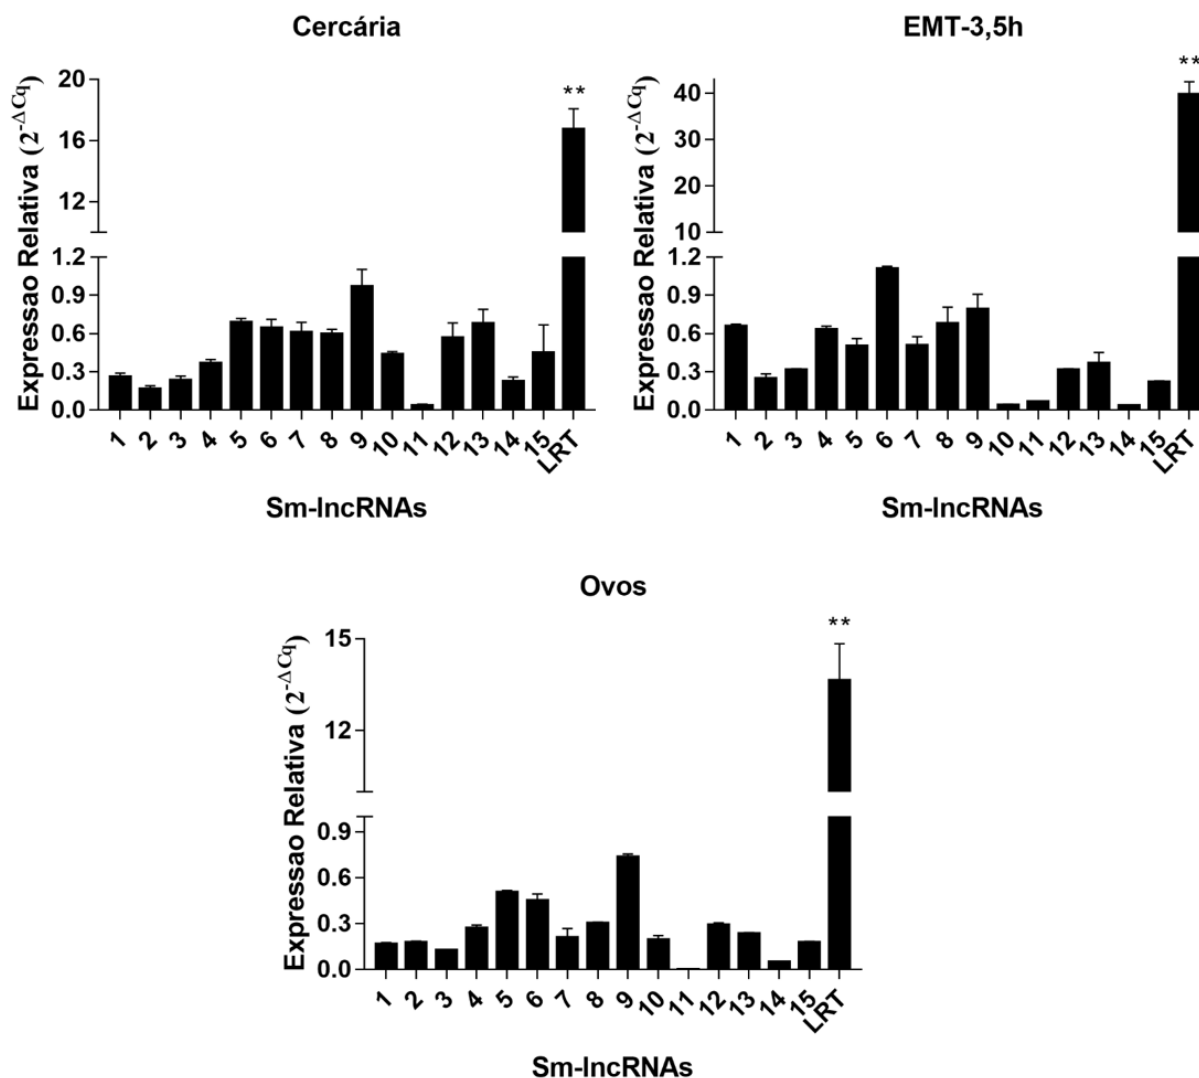 Cercária
Expressao Relativa (2^-ΔCq)
20
16
12
1.2
0.9
0.6
0.3
0.0
**
1 2 3 4 5 6 7 8 9 10 11 12 13 14 15 LRT
Sm-lncRNAs
EMT-3,5h
Expressao Relativa (2^-ΔCq)
40
30
20
10
1.2
0.9
0.6
0.3
0.0
**
1 2 3 4 5 6 7 8 9 10 11 12 13 14 15 LRT
Sm-lncRNAs
Ovos
Expressao Relativa (2^-ΔCq)
15
12
0.9
0.6
0.3
0.0
**
1 2 3 4 5 6 7 8 9 10 11 12 13 14 15 LRT
Sm-lncRNAs